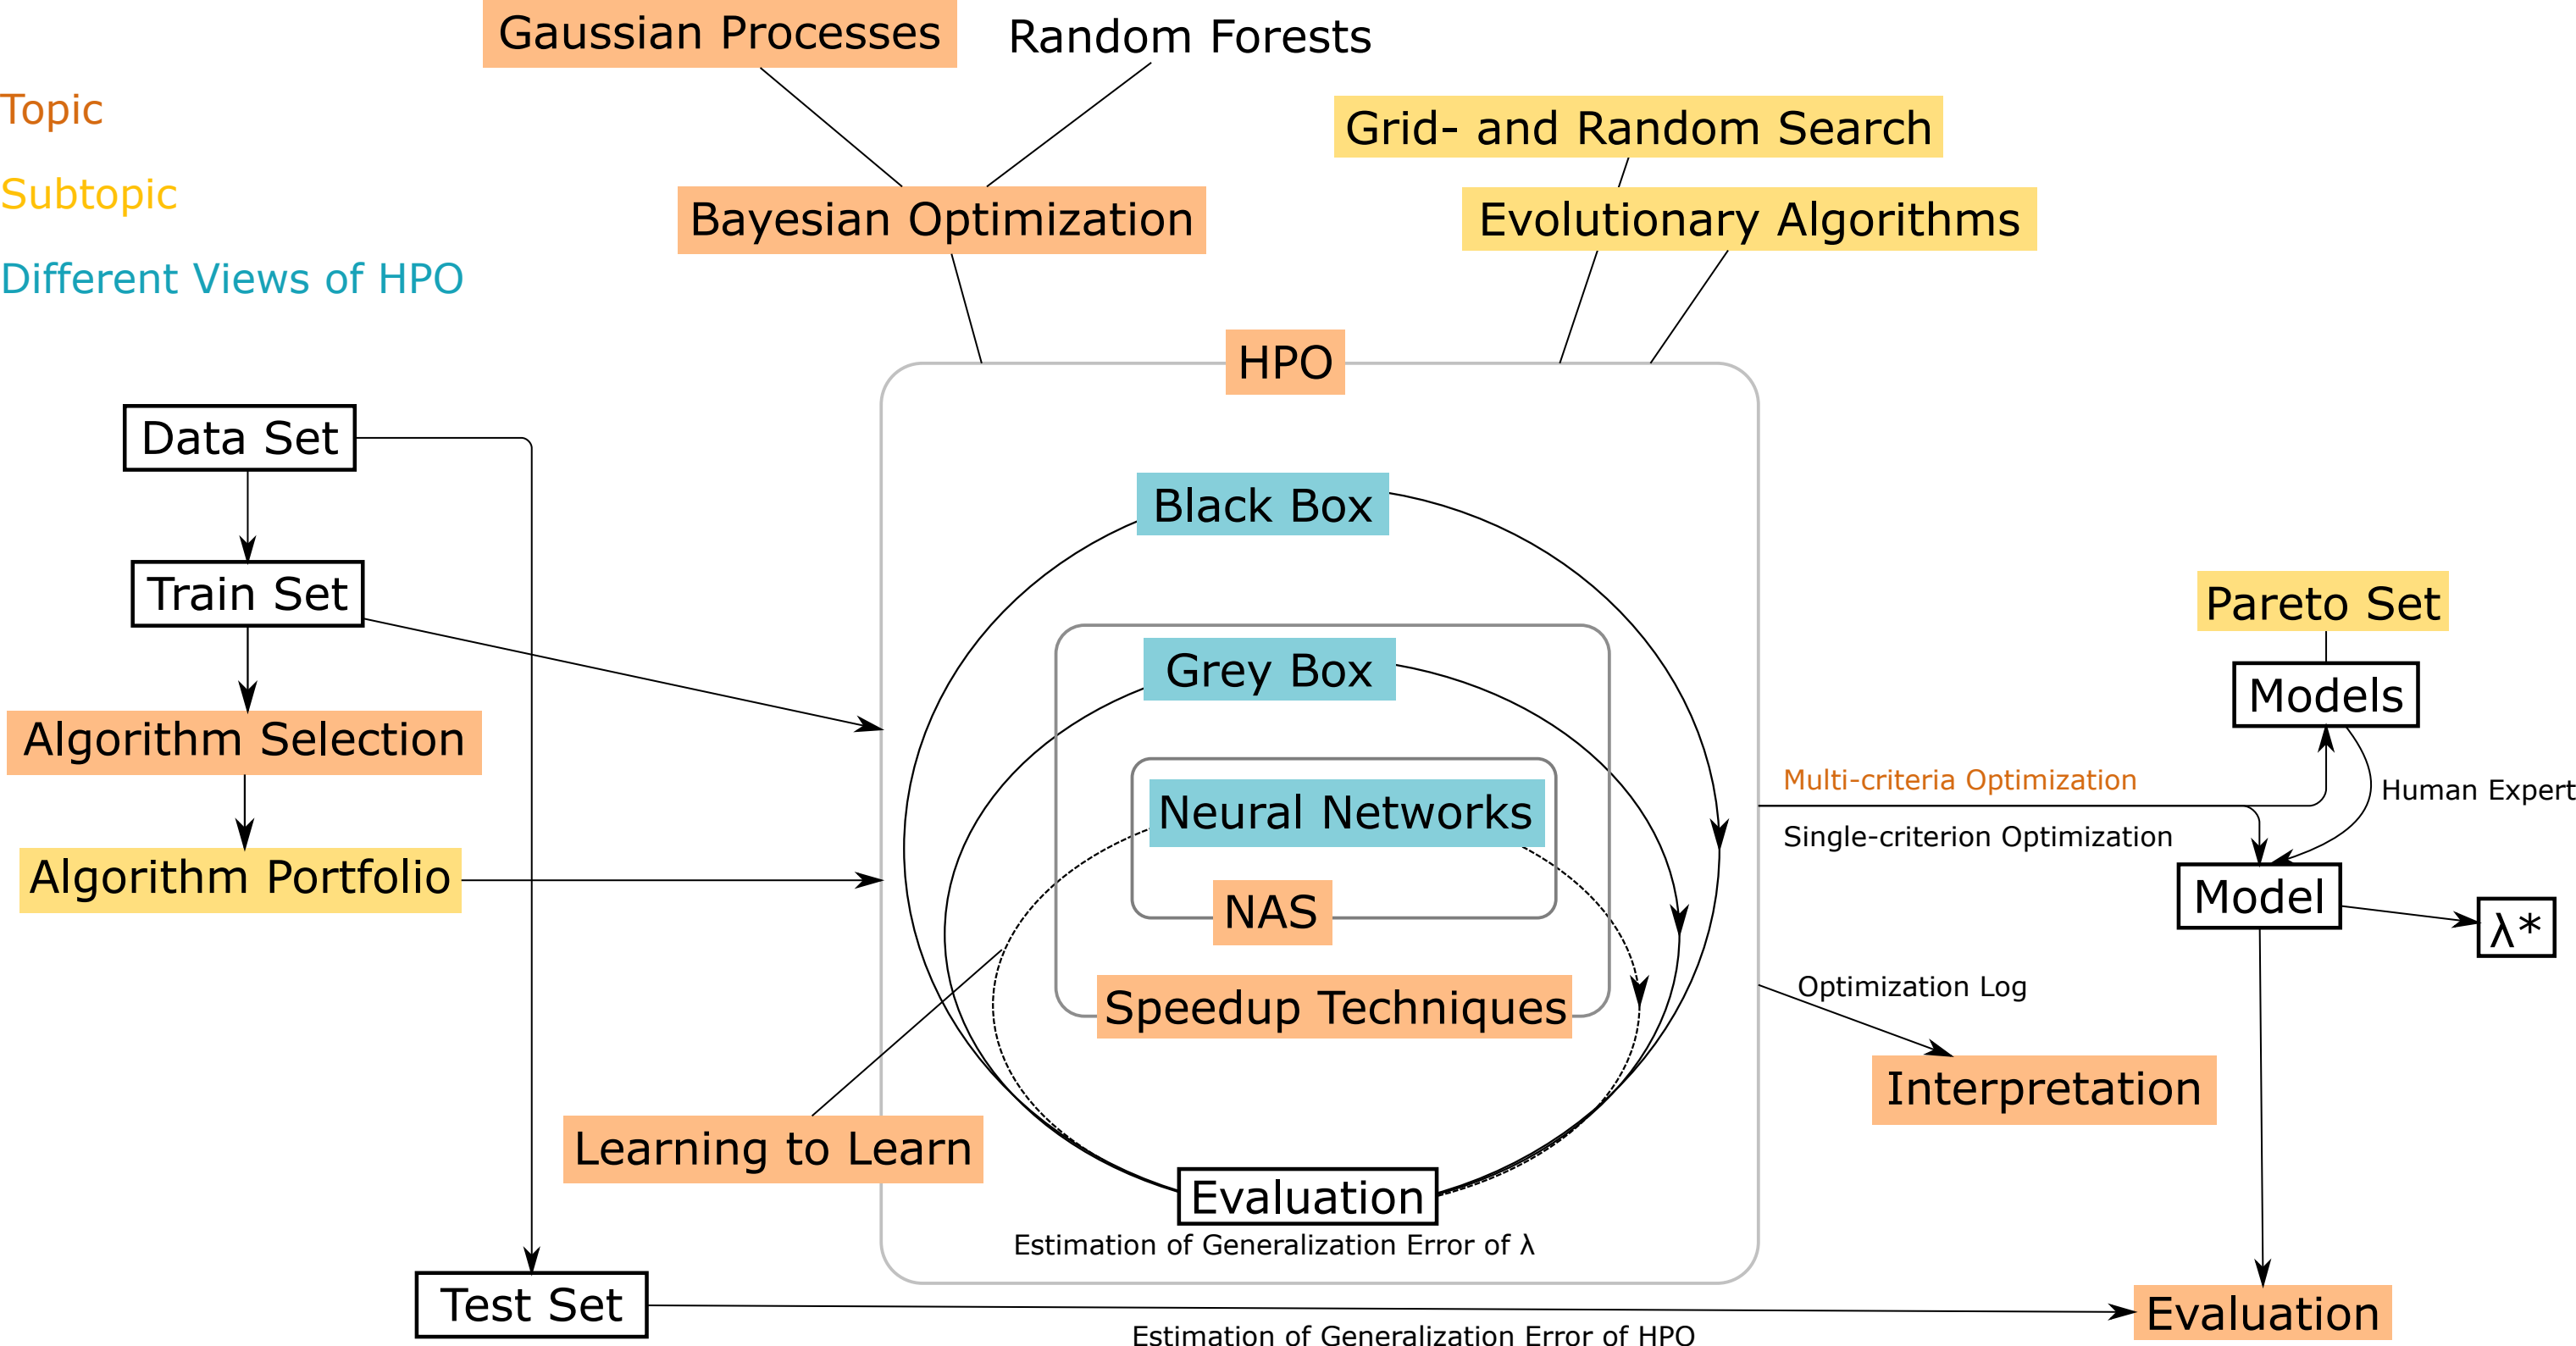 Gaussian Processes
Random Forests
Topic
Grid- and Random Search
Subtopic
Bayesian Optimization
Evolutionary Algorithms
Different Views of HPO
HPO
Data Set
Black Box
Train Set
Pareto Set
Grey Box
Models
Algorithm Selection
Multi-criteria Optimization
Human Expert
Neural Networks
Single-criterion Optimization
Algorithm Portfolio
Model
NAS
λ*
Optimization Log
Speedup Techniques
Interpretation
Learning to Learn
Evaluation
Estimation of Generalization Error of λ
Test Set
Evaluation
Estimation of Generalization Error of HPO